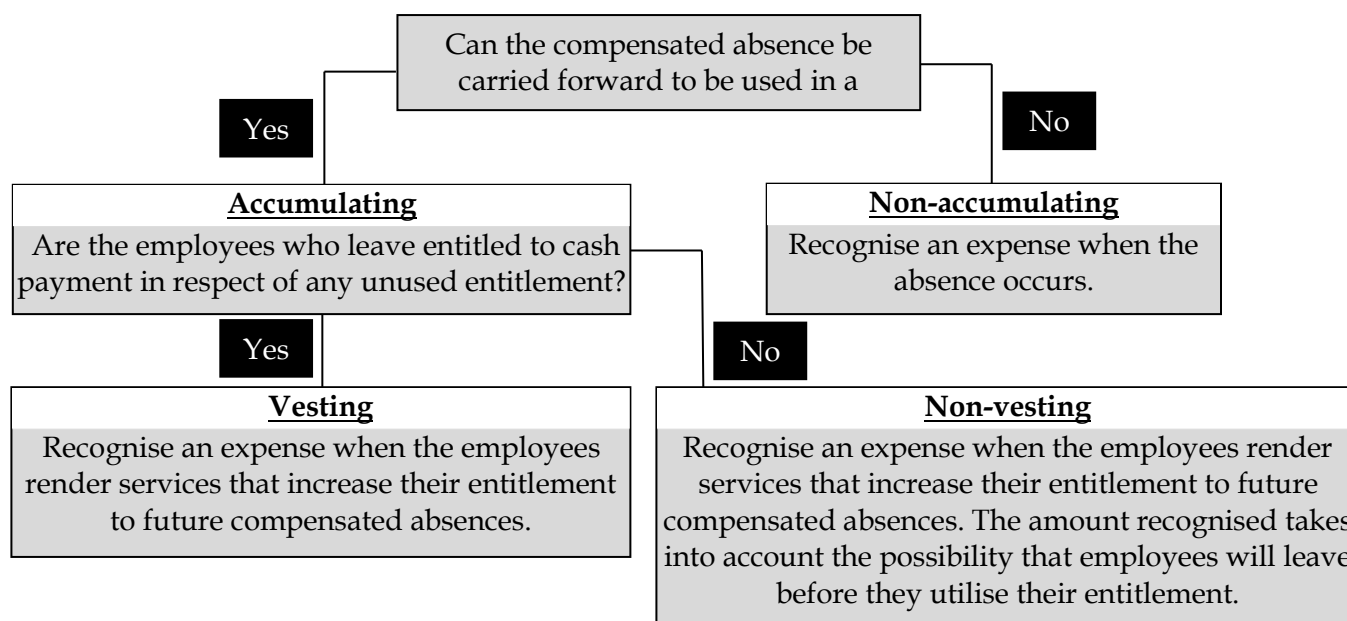 Can the compensated absence be
carried forward to be used in a
Yes
No
Accumulating
Are the employees who leave entitled to cash
payment in respect of any unused entitlement?
Non-accumulating
Recognise an expense when the
absence occurs.
Yes
No
Vesting
Recognise an expense when the employees
render services that increase their entitlement
to future compensated absences.
Non-vesting
Recognise an expense when the employees render
services that increase their entitlement to future
compensated absences. The amount recognised takes
into account the possibility that employees will leave
before they utilise their entitlement.